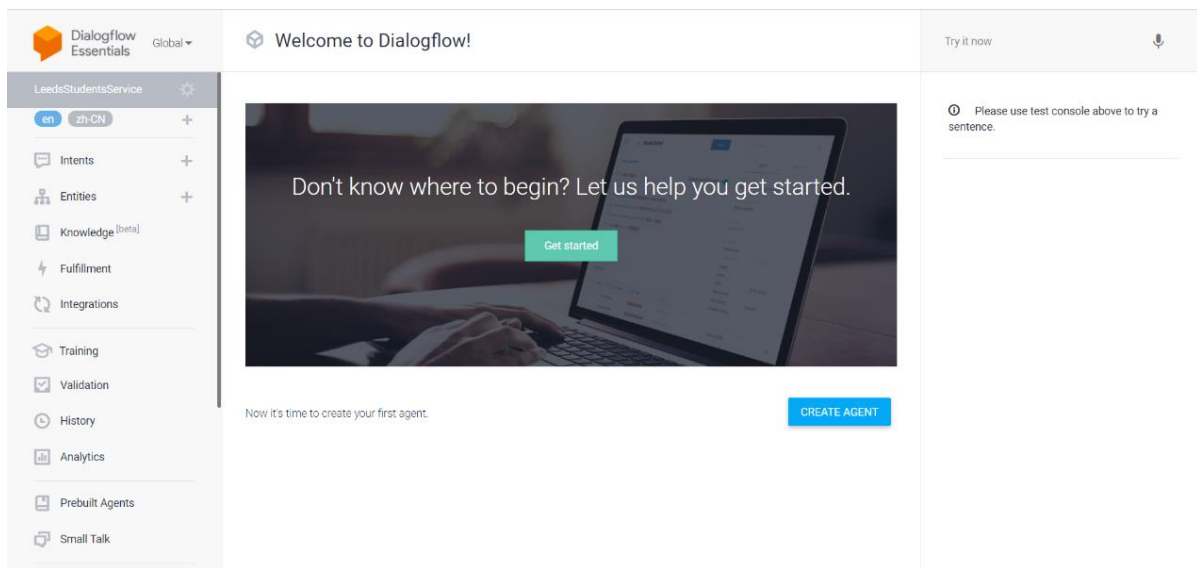 Dialogflow
Essentials
Global
Welcome to Dialogflow!
Try it now
LeedsStudentsService
en zh-CN
Intents
Entities
Knowledge [beta]
Fulfillment
Integrations
Training
Validation
History
Analytics
Prebuilt Agents
Small Talk
Don't know where to begin? Let us help you get started.
Get started
Now it's time to create your first agent.
CREATE AGENT
Please use test console above to try a
sentence.